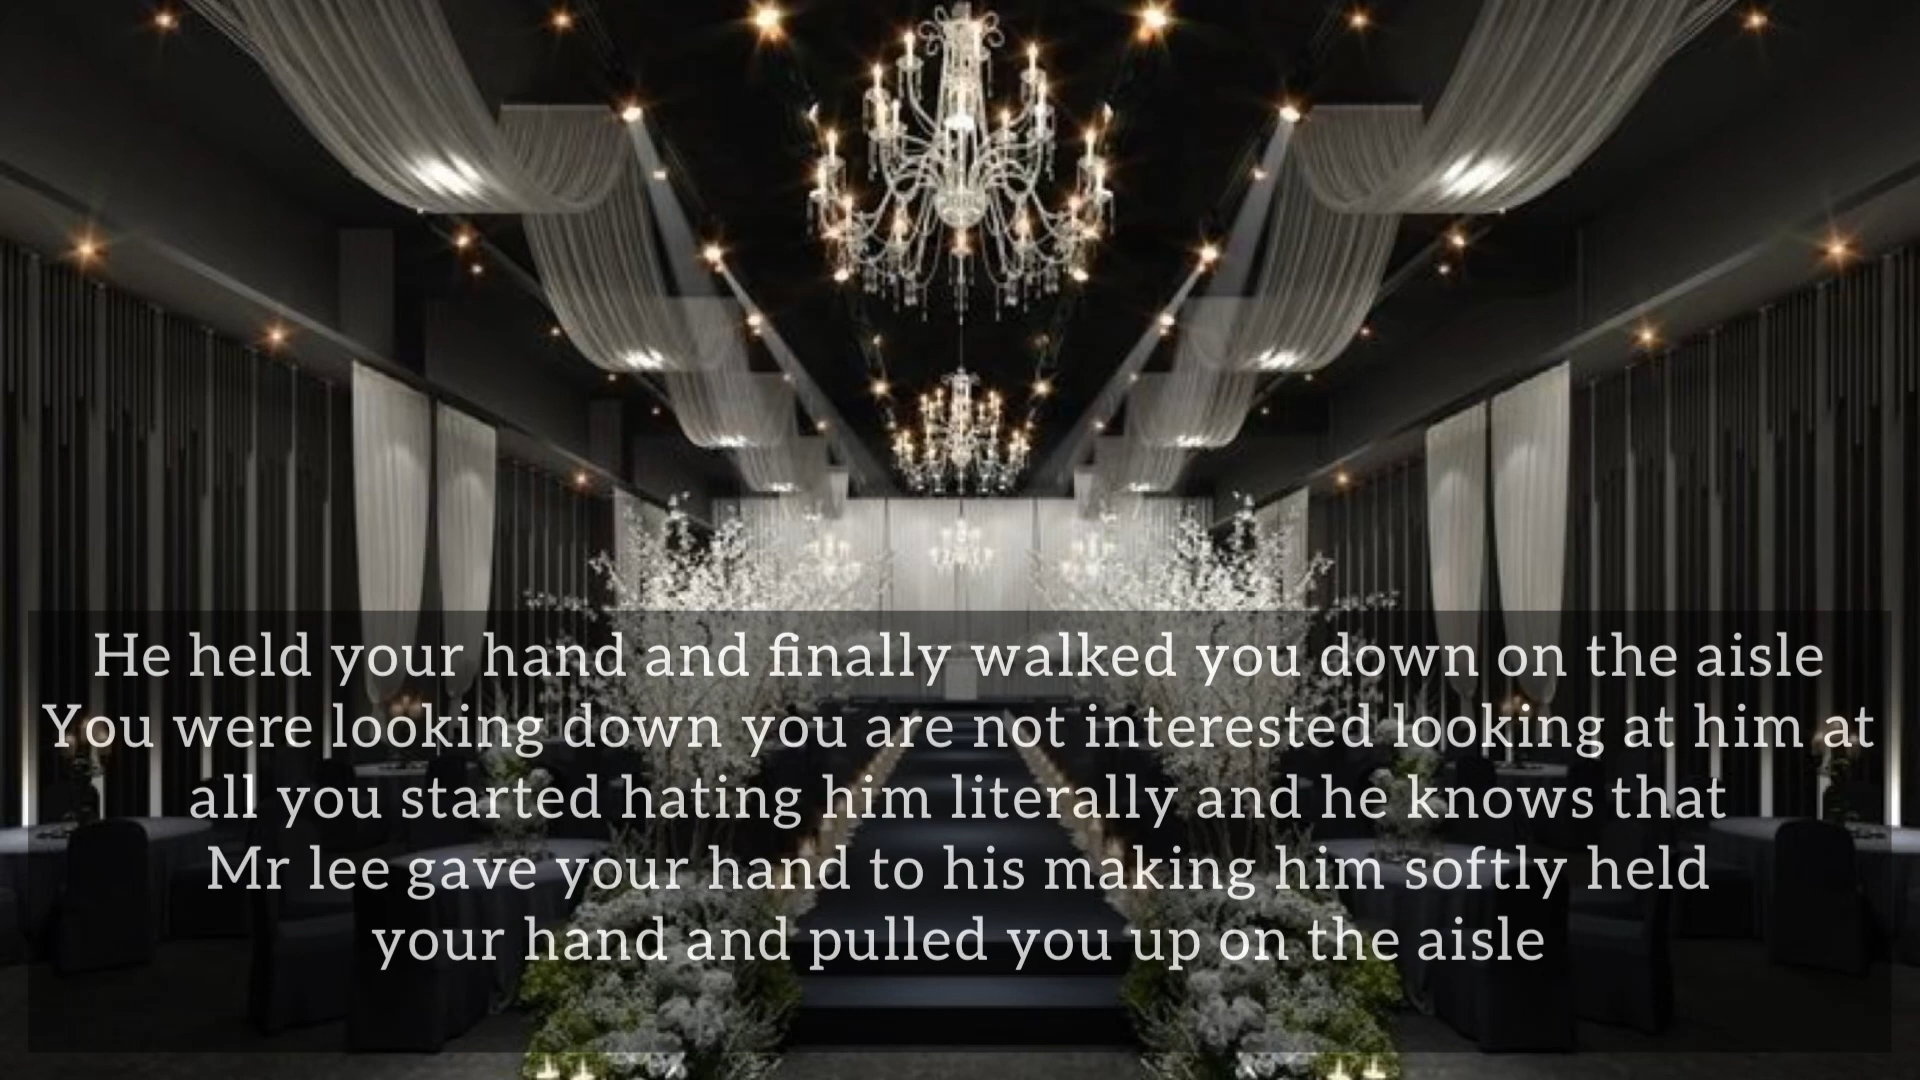 He held your hand and finally walked you down on the aisle
You were looking down you are not interested looking at him at
all you started hating him literally and he knows that
Mr lee gave your hand to his making him softly held
your hand and pulled you up on the aisle